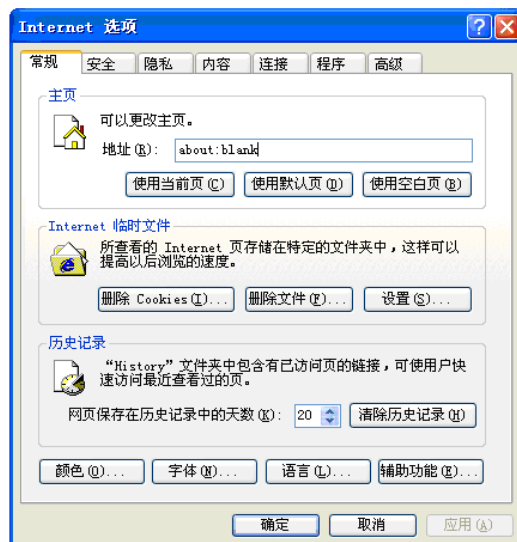 Internet 选项
常规 安全 隐私 内容 连接 程序 高级
主页
可以更改主页。
地址(R): about:blank
使用当前页(C) 使用默认页(D) 使用空白页(B)
Internet 临时文件
所查看的 Internet 页存储在特定的文件夹中，这样可以
提高以后浏览的速度。
删除 Cookies(I)... 删除文件(F)... 设置(S)...
历史记录
“History”文件夹中包含有已访问页的链接，可使用户快
速访问最近查看过的页。
网页保存在历史记录中的天数(K): 20 清除历史记录(H)
颜色(O)... 字体(N)... 语言(L)... 辅助功能(E)...
确定 取消 应用(A)